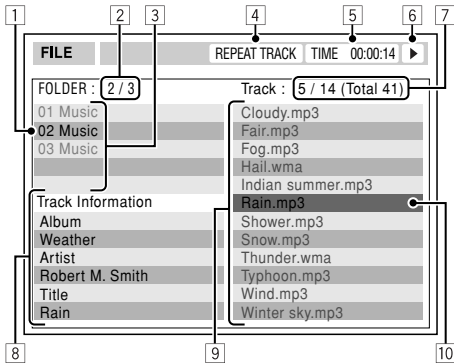 1 2 3 4 5 6 7
FILE REPEAT TRACK TIME 00:00:14
FOLDER : 2 / 3 Track : 5 / 14 (Total 41)
01 Music
02 Music
03 Music
Track Information
Album
Weather
Artist
Robert M. Smith
Title
Rain
Cloudy.mp3
Fair.mp3
Fog.mp3
Hail.wma
Indian summer.mp3
Rain.mp3
Shower.mp3
Snow.mp3
Thunder.wma
Typhoon.mp3
Wind.mp3
Winter sky.mp3
8 9 10